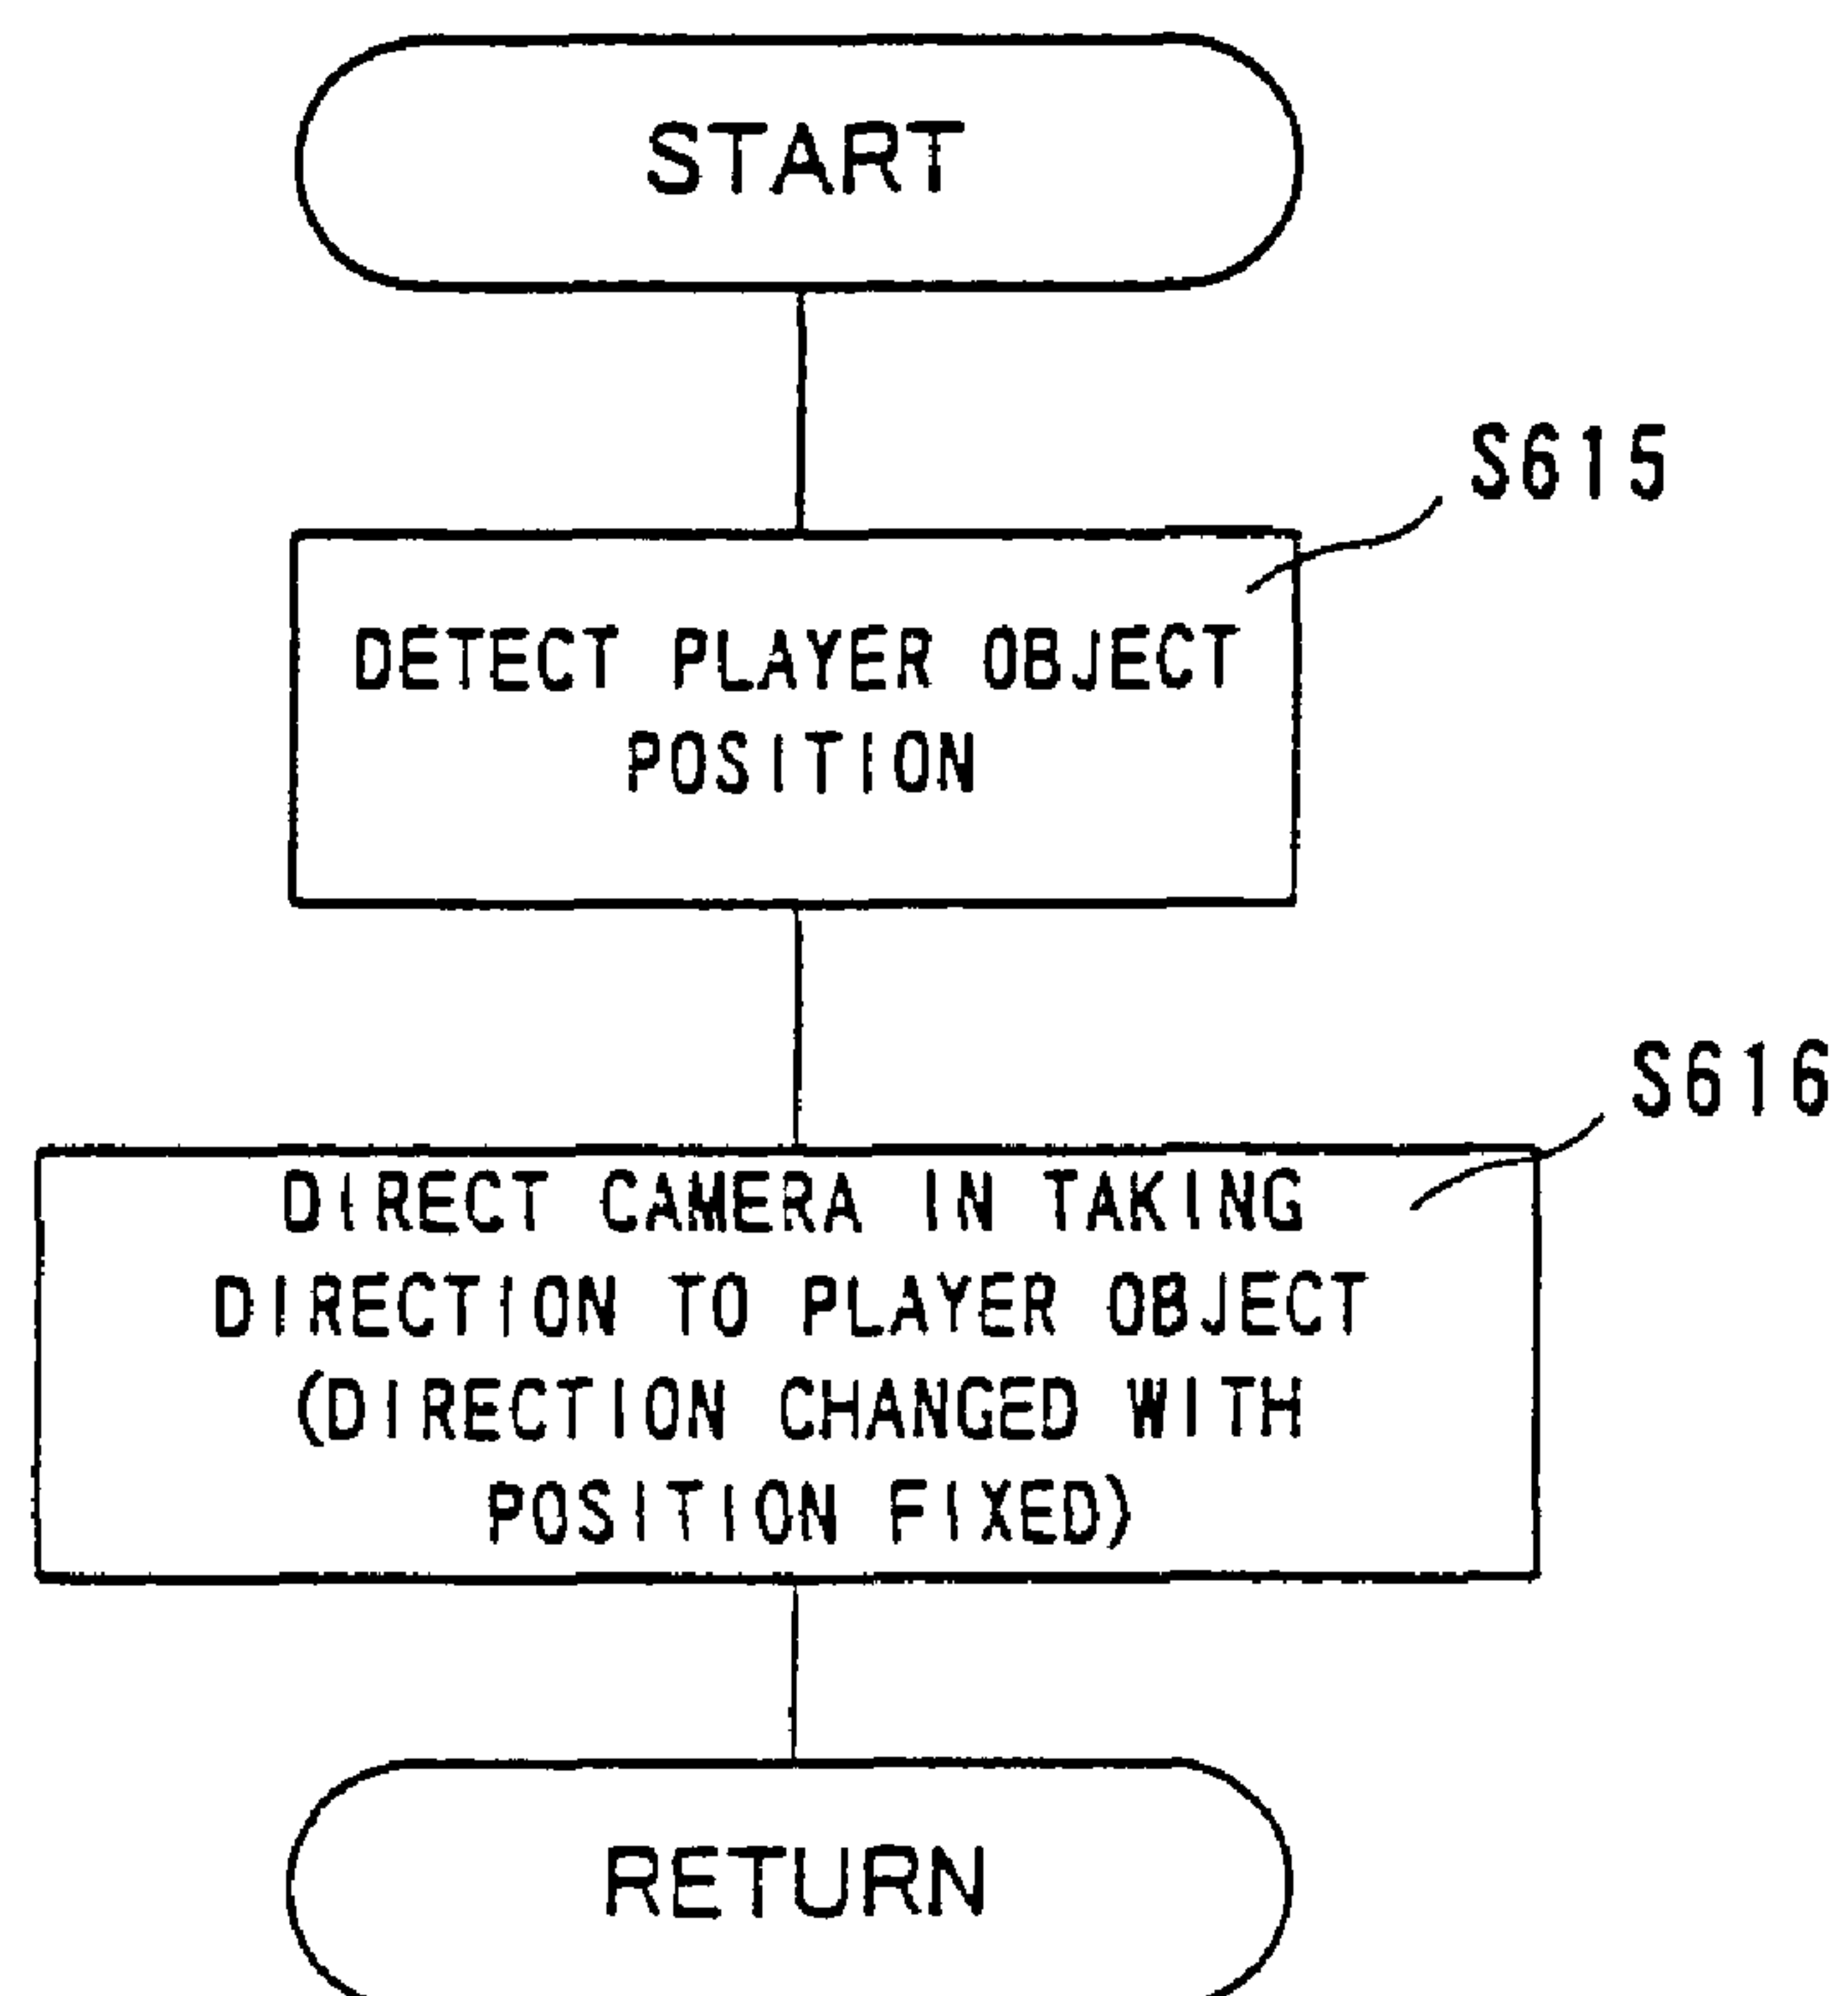 START
S615
DETECT PLAYER OBJECT
POSITION
S616
DIRECT CAMERA IN TAKING
DIRECTION TO PLAYER OBJECT
(DIRECTION CHANGED WITH
POSITION FIXED)
RETURN